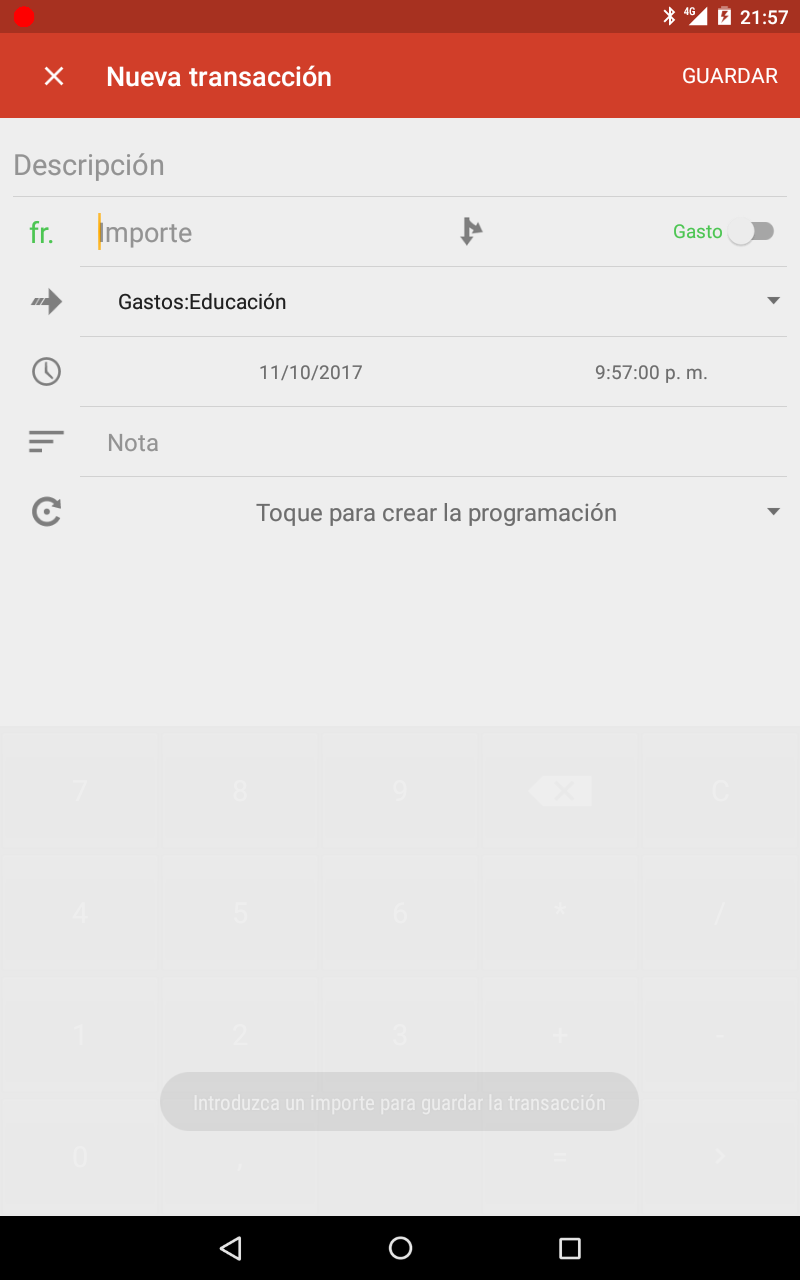 4G 21:57
Nueva transacción GUARDAR
Descripción
fr. Importe Gasto
Gastos:Educación
11/10/2017 9:57:00 p. m.
Nota
Toque para crear la programación
7 8 9 C
4 5 6 * /
1 2 3 + -
Introduzca un importe para guardar la transacción
0 , = >